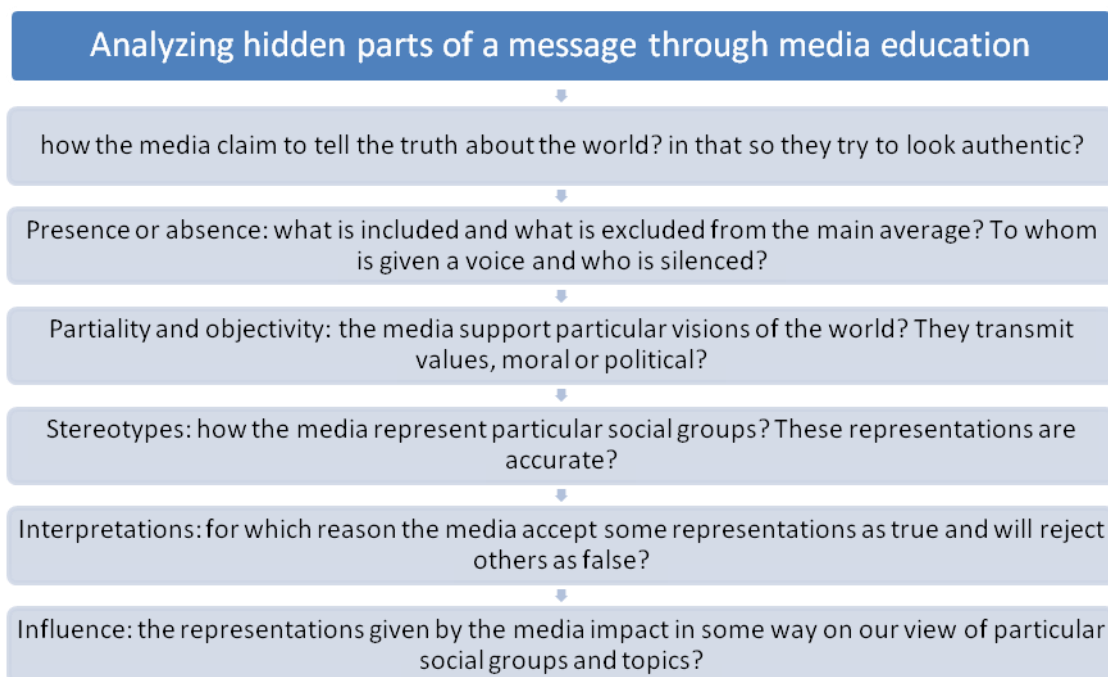 Analyzing hidden parts of a message through media education
how the media claim to tell the truth about the world? in that so they try to look authentic?
Presence or absence: what is included and what is excluded from the main average? To whom
is given a voice and who is silenced?
Partiality and objectivity: the media support particular visions of the world? They transmit
values, moral or political?
Stereotypes: how the media represent particular social groups? These representations are
accurate?
Interpretations: for which reason the media accept some representations as true and will reject
others as false?
Influence: the representations given by the media impact in some way on our view of particular
social groups and topics?